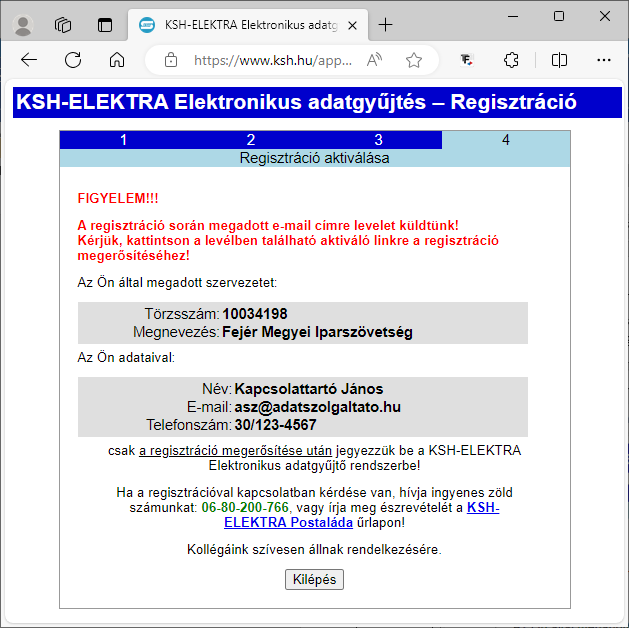 KSH-ELEKTRA Elektronikus adatg
https://www.ksh.hu/app...
KSH-ELEKTRA Elektronikus adatgyűjtés – Regisztráció
1 2 3 4
Regisztráció aktiválása
FIGYELEM!!!
A regisztráció során megadott e-mail címre levelet küldtünk!
Kérjük, kattintson a levélben található aktiváló linkre a regisztráció
megerősítéséhez!
Az Ön által megadott szervezetet:
Törzsszám: 10034198
Megnevezés: Fejér Megyei Iparszövetség
Az Ön adataival:
Név: Kapcsolattartó János
E-mail: asz@adatszolgaltato.hu
Telefonszám: 30/123-4567
csak a regisztráció megerősítése után jegyezzük be a KSH-ELEKTRA
Elektronikus adatgyűjtő rendszerbe!
Ha a regisztrációval kapcsolatban kérdése van, hívja ingyenes zöld
számunkat: 06-80-200-766, vagy írja meg észrevételét a KSH-
ELEKTRA Postaláda űrlapon!
Kollégáink szívesen állnak rendelkezésére.
Kilépés